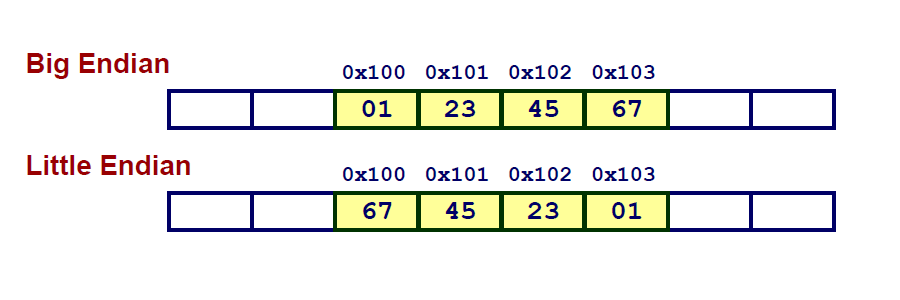 Big Endian
0x100 0x101 0x102 0x103
01 23 45 67
Little Endian
0x100 0x101 0x102 0x103
67 45 23 01